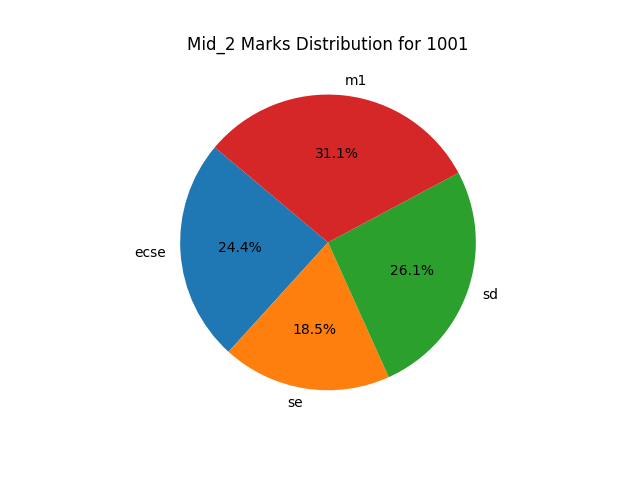 Mid_2 Marks Distribution for 1001
m1
31.1%
ecse
24.4%
26.1%
sd
18.5%
se